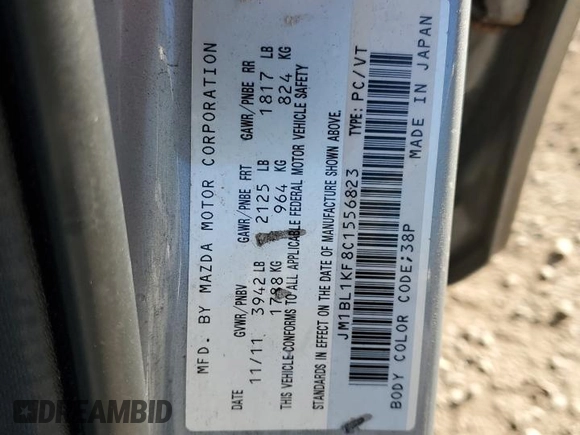 MFD. BY MAZDA MOTOR CORPORATION
DATE GVWR/PNBV GAWR/PNBE FRT GAWR/PNBE RR
11/11 3942 LB 2125 LB 1817 LB
1788 KG 964 KG 824 KG
THIS VEHICLE CONFORMS TO ALL APPLICABLE FEDERAL MOTOR VEHICLE SAFETY
STANDARDS IN EFFECT ON THE DATE OF MANUFACTURE SHOWN ABOVE.
JM1BL1KF8C1556823 TYPE: PC/VT
BODY COLOR CODE;38P MADE IN JAPAN
DREAMBID